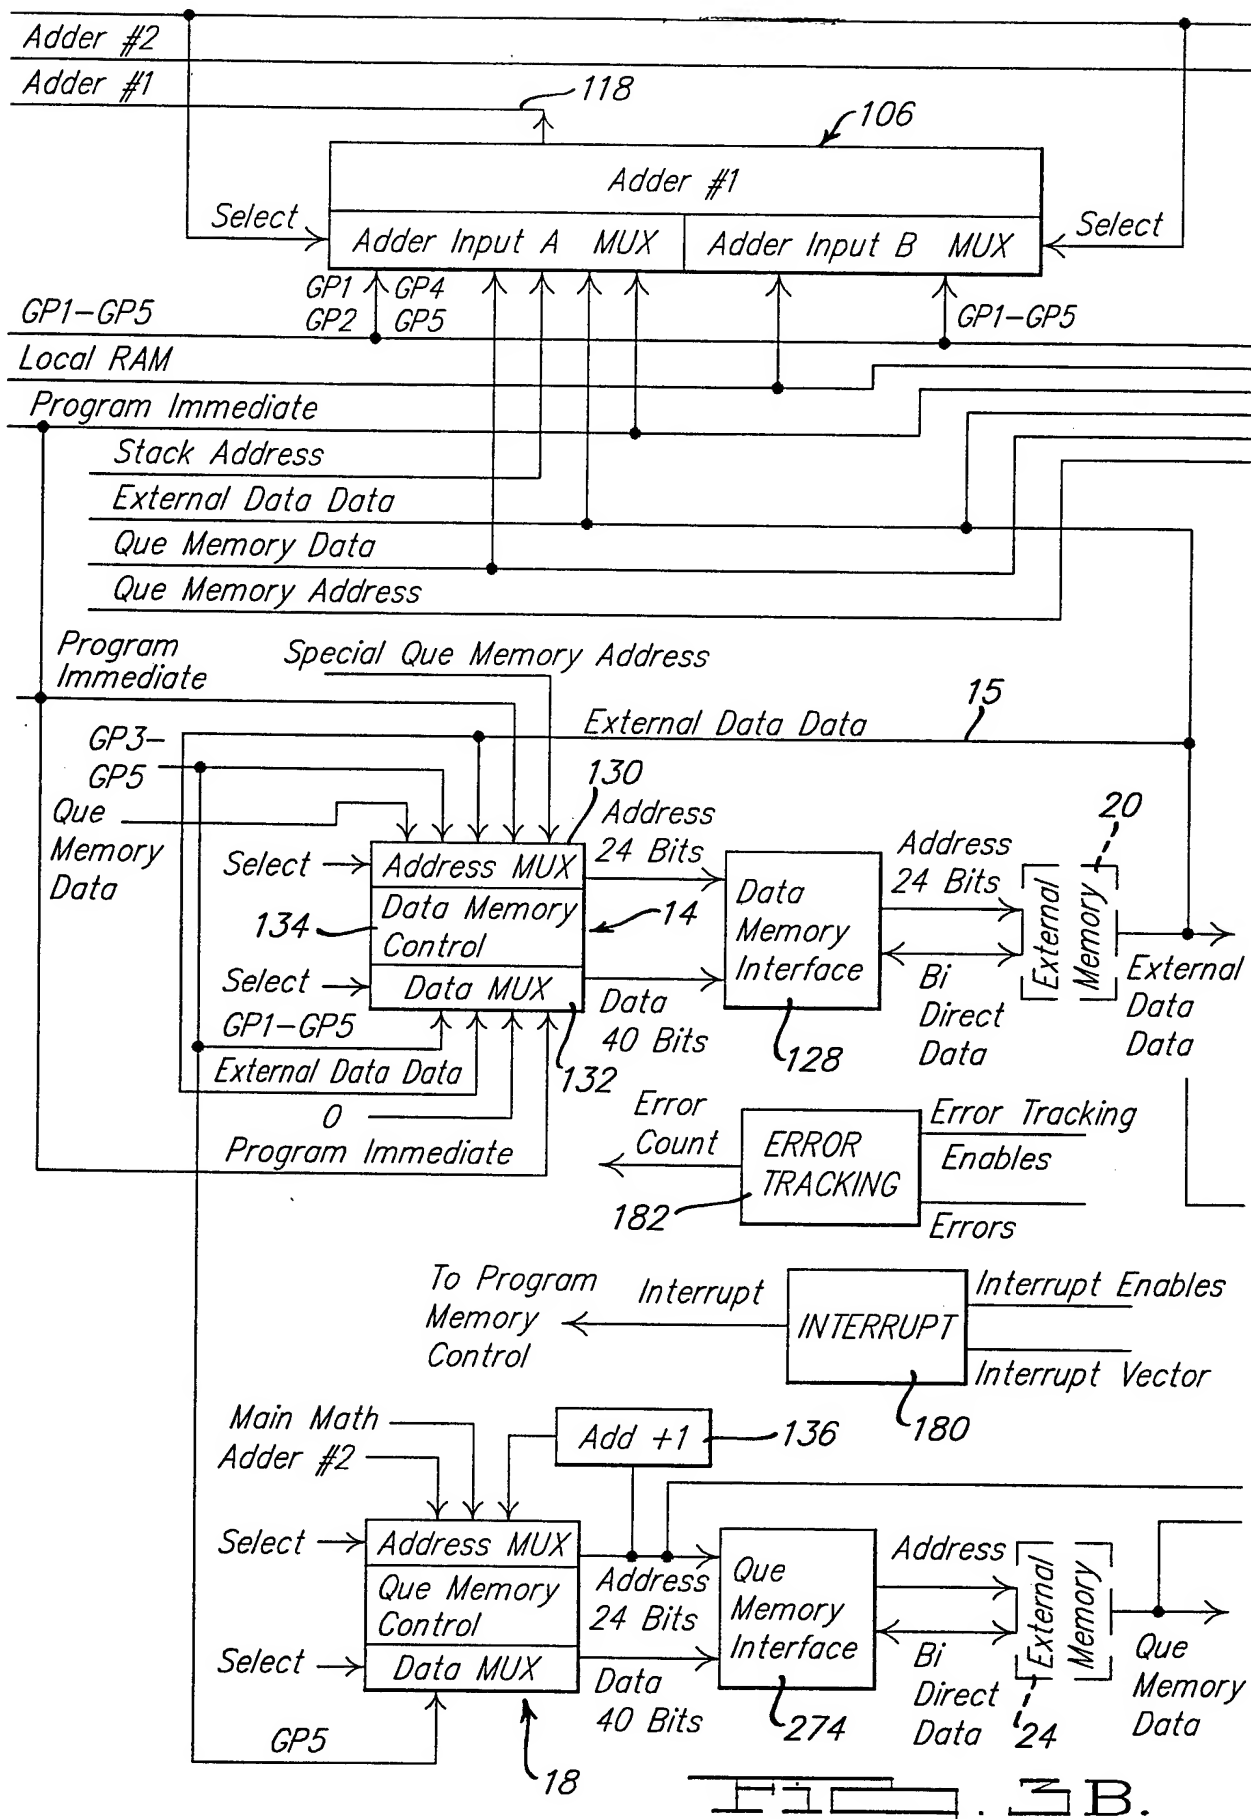 Adder #2
Adder #1
118
106
Adder #1
Select
Adder Input A MUX
Adder Input B MUX
Select
GP1 GP4
GP2 GP5
GP1-GP5
GP1-GP5
Local RAM
Program Immediate
Stack Address
External Data Data
Que Memory Data
Que Memory Address
Program
Immediate
Special Que Memory Address
External Data Data
15
GP3-
GP5
Que
Memory
Data
130
Address
24 Bits
Select
Address MUX
Data Memory
Control
134
14
Select
Data MUX
Data
40 Bits
132
GP1-GP5
External Data Data
0
Program Immediate
Data
Memory
Interface
128
Address
24 Bits
Bi
Direct
Data
20
External
Memory
External
Data
Data
Error
Count
ERROR
TRACKING
182
Error Tracking
Enables
Errors
To Program
Memory
Control
Interrupt
INTERRUPT
Interrupt Enables
Interrupt Vector
180
Main Math
Adder #2
Add +1
136
Select
Address MUX
Que Memory
Control
Select
Data MUX
Address
24 Bits
Data
40 Bits
GP5
18
Que
Memory
Interface
274
Address
Bi
Direct
Data
External
Memory
24
Que
Memory
Data
FIG. 3B.